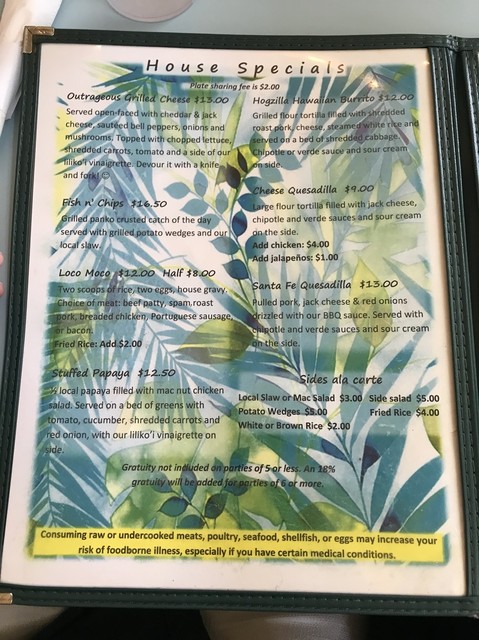 House Specials
Plate sharing fee is $2.00
Outrageous Grilled Cheese $13.00
Served open-faced with cheddar & jack
cheese, sautéed bell peppers, onions and
mushrooms. Topped with chopped lettuce,
shredded carrots, tomato and a side of our
liliko'i vinaigrette. Devour it with a knife
and fork! ☺
Fish n' Chips $16.50
Grilled panko crusted catch of the day
served with grilled potato wedges and our
local slaw.
Loco Moco $12.00 Half $8.00
Two scoops of rice, two eggs, house gravy.
Choice of meat: beef patty, spam, roast
pork, breaded chicken, Portuguese sausage,
or bacon.
Fried Rice: Add $2.00
Stuffed Papaya $12.50
½ local papaya filled with mac nut chicken
salad. Served on a bed of greens with
tomato, cucumber, shredded carrots and
red onion, with our liliko'i vinaigrette on
side.
Hogzilla Hawaiian Burrito $12.00
Grilled flour tortilla filled with shredded
roast pork, cheese, steamed white rice and
served on a bed of shredded cabbage.
Chipotle or verde sauce and sour cream
on side.
Cheese Quesadilla $9.00
Large flour tortilla filled with jack cheese,
chipotle and verde sauces and sour cream
on the side.
Add chicken: $4.00
Add jalapeños: $1.00
Santa Fe Quesadilla $13.00
Pulled pork, jack cheese & red onions
drizzled with our BBQ sauce. Served with
chipotle and verde sauces and sour cream
on the side.
Sides ala carte
Local Slaw or Mac Salad $3.00 Side salad $5.00
Potato Wedges $5.00 Fried Rice $4.00
White or Brown Rice $2.00
Gratuity not included on parties of 5 or less. An 18%
gratuity will be added for parties of 6 or more.
Consuming raw or undercooked meats, poultry, seafood, shellfish, or eggs may increase your
risk of foodborne illness, especially if you have certain medical conditions.